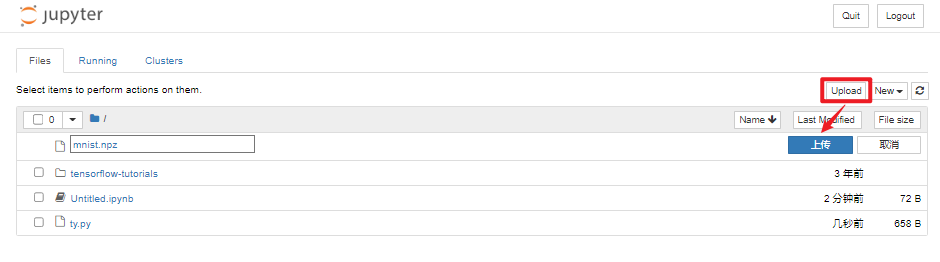 jupyter Quit Logout
Files Running Clusters
Select items to perform actions on them. Upload New
0 / Name Last Modified File size
mnist.npz 上传 取消
tensorflow-tutorials 3 年前
Untitled.ipynb 2 分钟前 72 B
ty.py 几秒前 658 B